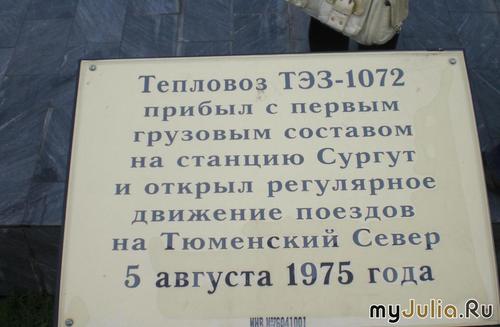 Тепловоз ТЭ3-1072
прибыл с первым
грузовым составом
на станцию Сургут
и открыл регулярное
движение поездов
на Тюменский Север
5 августа 1975 года
myJulia.Ru